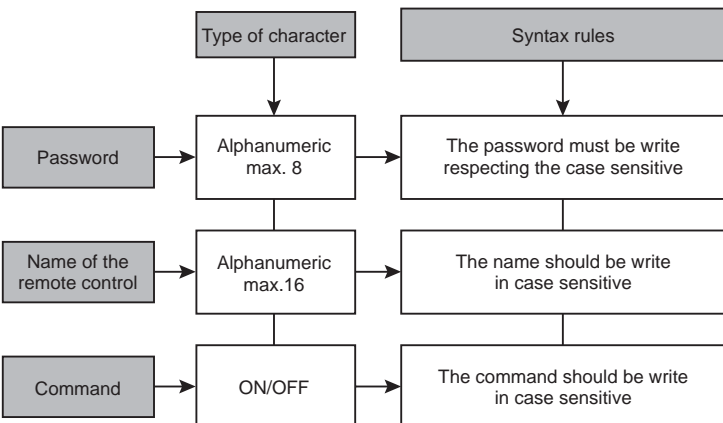 Type of character
Syntax rules
Password
Alphanumeric
max. 8
The password must be write
respecting the case sensitive
Name of the
remote control
Alphanumeric
max.16
The name should be write
in case sensitive
Command
ON/OFF
The command should be write
in case sensitive